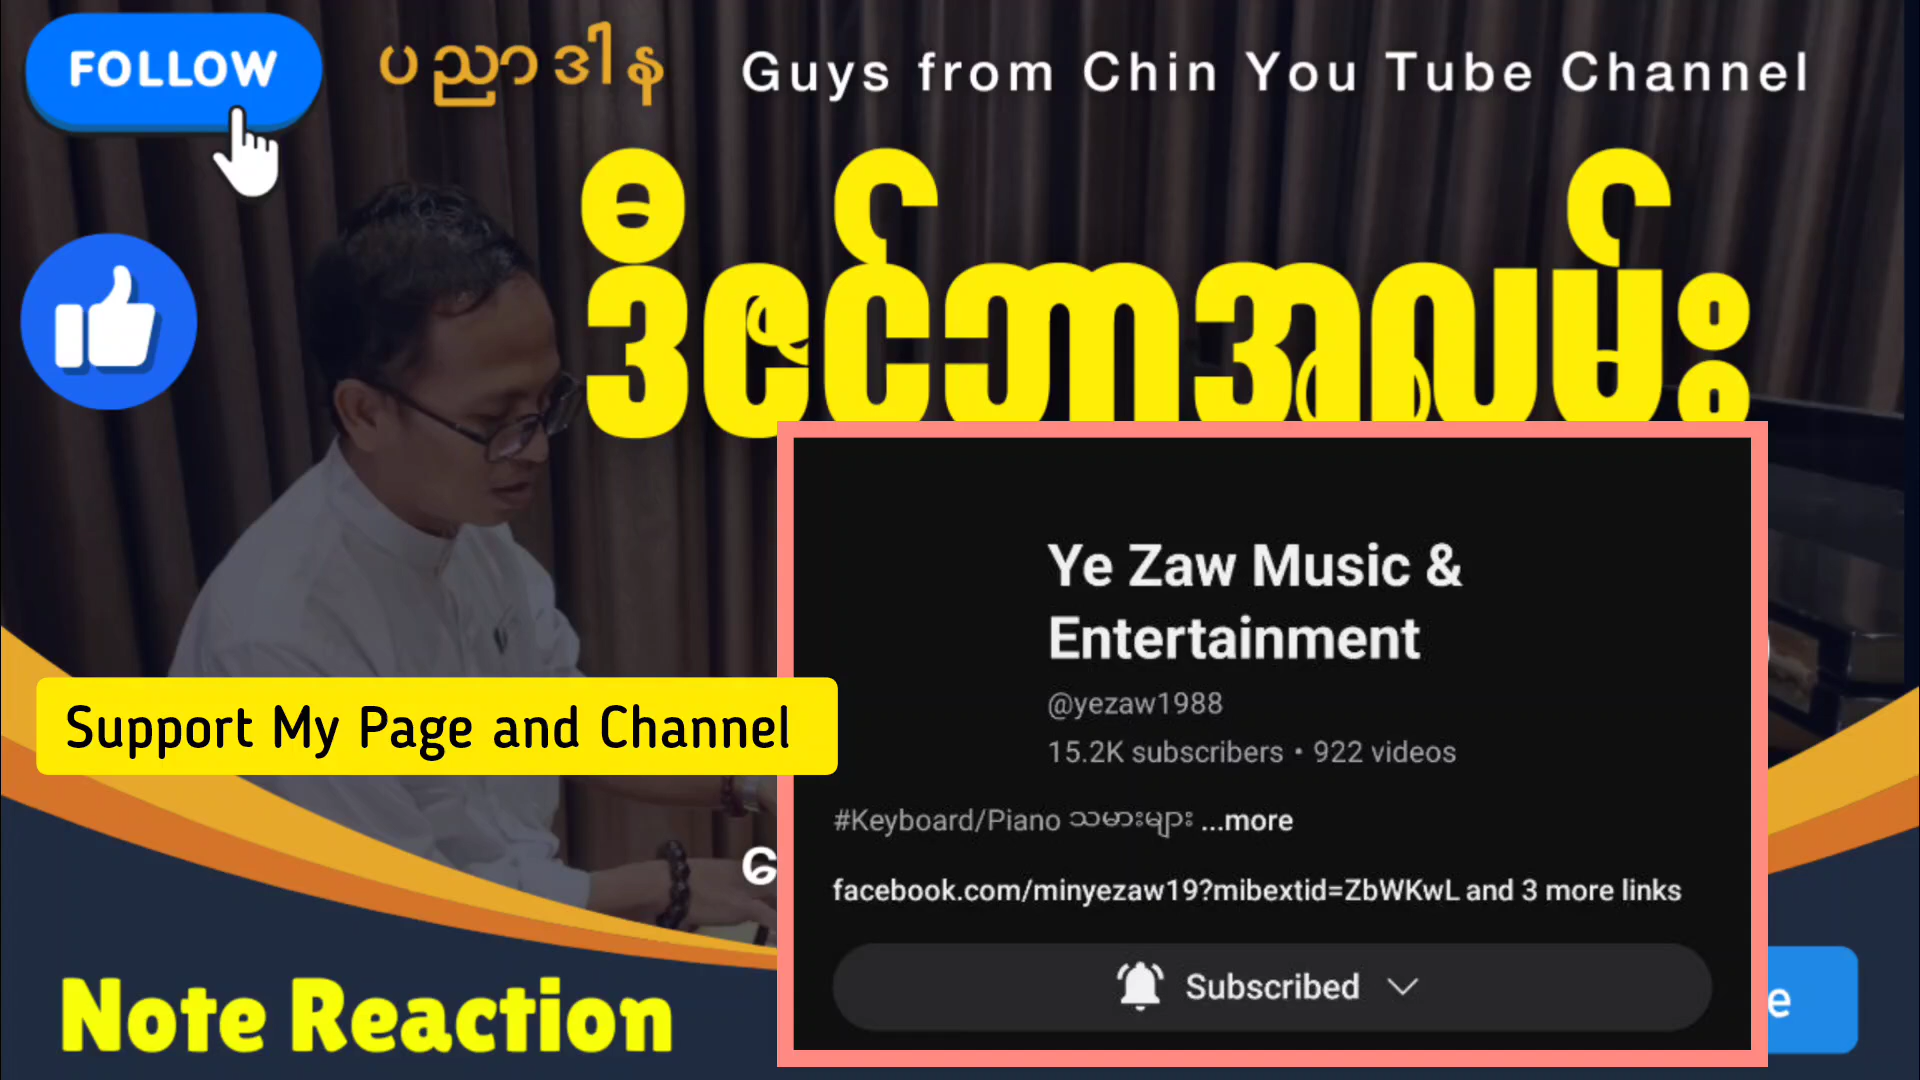 FOLLOW
ပညာဒါန
Guys from Chin You Tube Channel
ဒီဇင်ဘာအလွမ်း
Ye Zaw Music &
Entertainment
@yezaw1988
15.2K subscribers • 922 videos
Support My Page and Channel
#Keyboard/Piano သမားများ ...more
facebook.com/minyezaw19?mibextid=ZbWKwL and 3 more links
Subscribed
Note Reaction